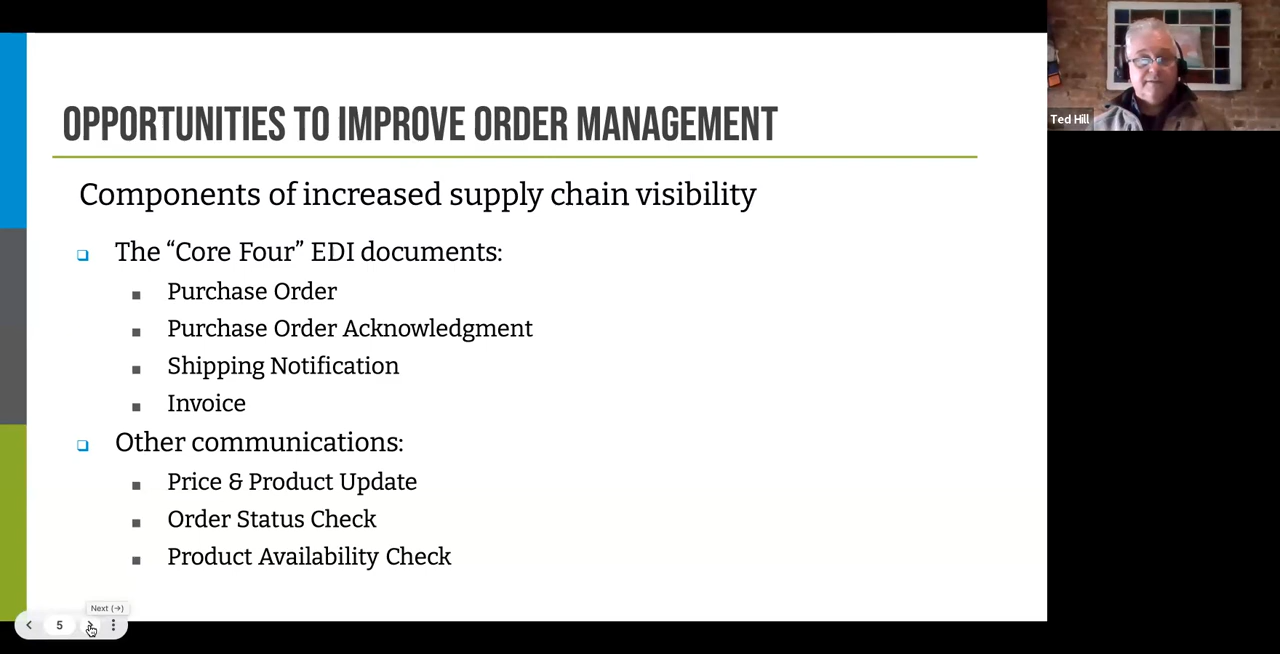 OPPORTUNITIES TO IMPROVE ORDER MANAGEMENT
Components of increased supply chain visibility
The “Core Four” EDI documents:
Purchase Order
Purchase Order Acknowledgment
Shipping Notification
Invoice
Other communications:
Price & Product Update
Order Status Check
Product Availability Check
Ted Hill
Next (→)
5